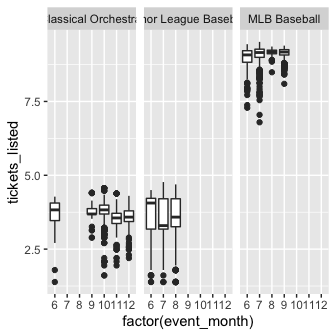 lassical Orchestra
nor League Baseb
MLB Baseball
tickets_listed
7.5
5.0
2.5
6 7 8 9 10 11 12
6 7 8 9 10 11 12
6 7 8 9 10 11 12
factor(event_month)